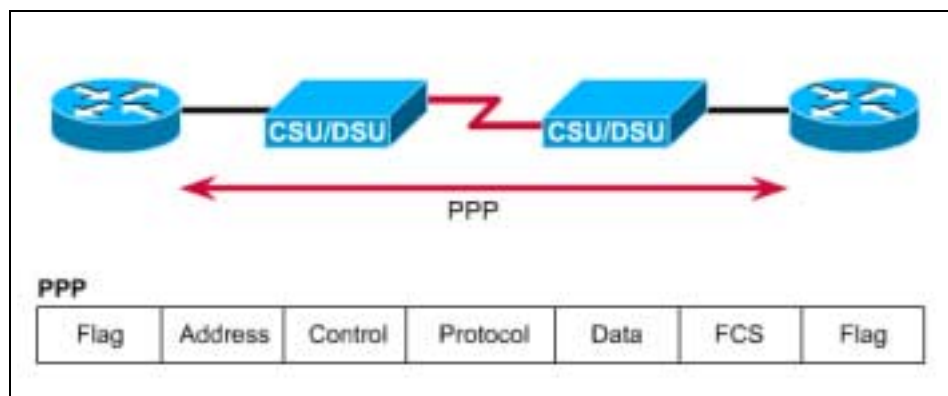 CSU/DSU CSU/DSU
PPP
PPP
Flag Address Control Protocol Data FCS Flag